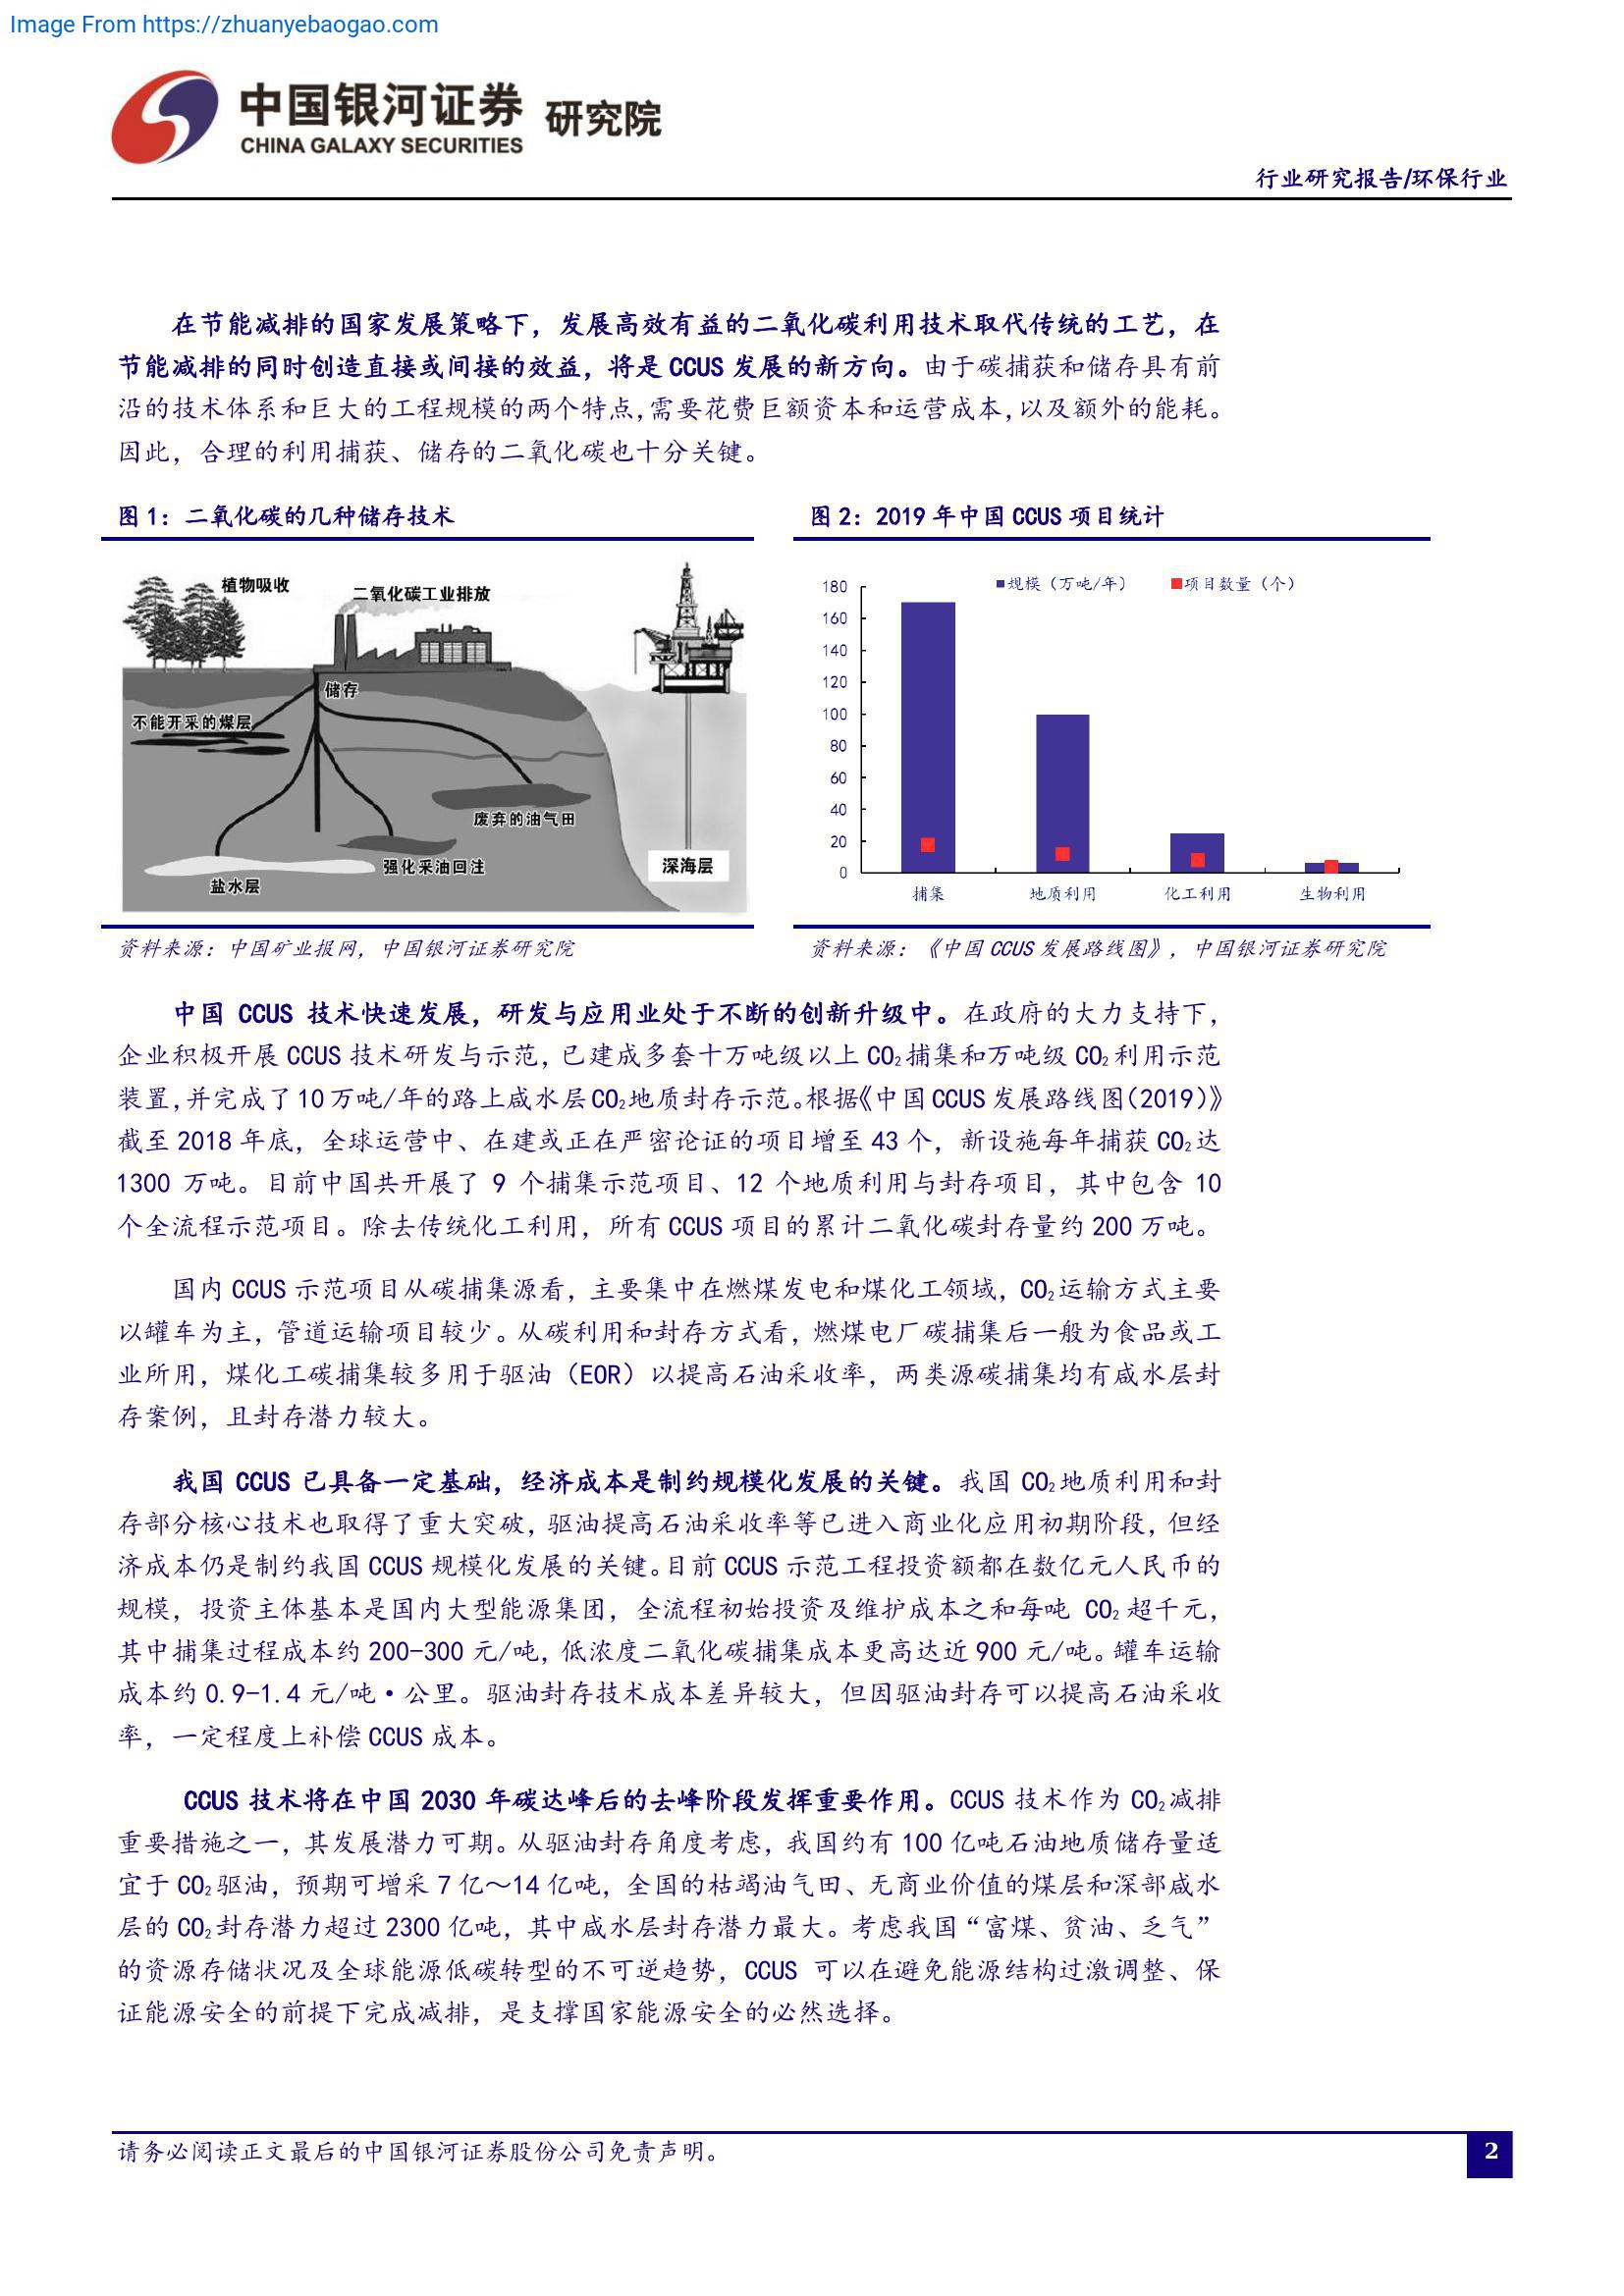 Image From https://zhuanyebaogao.com
中国银河证券 研究院
CHINA GALAXY SECURITIES
行业研究报告/环保行业
在节能减排的国家发展策略下，发展高效有益的二氧化碳利用技术取代传统的工艺，在
节能减排的同时创造直接或间接的效益，将是 CCUS 发展的新方向。由于碳捕获和储存具有前
沿的技术体系和巨大的工程规模的两个特点，需要花费巨额资本和运营成本，以及额外的能耗。
因此，合理的利用捕获、储存的二氧化碳也十分关键。
图 1：二氧化碳的几种储存技术
植物吸收
二氧化碳工业排放
储存
不能开采的煤层
废弃的油气田
强化采油回注
盐水层
深海层
资料来源：中国矿业报网，中国银河证券研究院
图 2：2019 年中国 CCUS 项目统计
规模（万吨/年） 项目数量（个）
180
160
140
120
100
80
60
40
20
0
捕集 地质利用 化工利用 生物利用
资料来源：《中国 CCUS 发展路线图》，中国银河证券研究院
中国 CCUS 技术快速发展，研发与应用业处于不断的创新升级中。在政府的大力支持下，
企业积极开展 CCUS 技术研发与示范，已建成多套十万吨级以上 CO₂捕集和万吨级 CO₂利用示范
装置，并完成了 10 万吨/年的路上咸水层 CO₂地质封存示范。根据《中国 CCUS 发展路线图（2019）》
截至 2018 年底，全球运营中、在建或正在严密论证的项目增至 43 个，新设施每年捕获 CO₂达
1300 万吨。目前中国共开展了 9 个捕集示范项目、12 个地质利用与封存项目，其中包含 10
个全流程示范项目。除去传统化工利用，所有 CCUS 项目的累计二氧化碳封存量约 200 万吨。
国内 CCUS 示范项目从碳捕集源看，主要集中在燃煤发电和煤化工领域，CO₂运输方式主要
以罐车为主，管道运输项目较少。从碳利用和封存方式看，燃煤电厂碳捕集后一般为食品或工
业所用，煤化工碳捕集较多用于驱油（EOR）以提高石油采收率，两类源碳捕集均有咸水层封
存案例，且封存潜力较大。
我国 CCUS 已具备一定基础，经济成本是制约规模化发展的关键。我国 CO₂地质利用和封
存部分核心技术也取得了重大突破，驱油提高石油采收率等已进入商业化应用初期阶段，但经
济成本仍是制约我国 CCUS 规模化发展的关键。目前 CCUS 示范工程投资额都在数亿元人民币的
规模，投资主体基本是国内大型能源集团，全流程初始投资及维护成本之和每吨 CO₂超千元，
其中捕集过程成本约 200-300 元/吨，低浓度二氧化碳捕集成本更高达近 900 元/吨。罐车运输
成本约 0.9-1.4 元/吨·公里。驱油封存技术成本差异较大，但因驱油封存可以提高石油采收
率，一定程度上补偿 CCUS 成本。
CCUS 技术将在中国 2030 年碳达峰后的去峰阶段发挥重要作用。CCUS 技术作为 CO₂减排
重要措施之一，其发展潜力可期。从驱油封存角度考虑，我国约有 100 亿吨石油地质储存量适
宜于 CO₂驱油，预期可增采 7 亿～14 亿吨，全国的枯竭油气田、无商业价值的煤层和深部咸水
层的 CO₂封存潜力超过 2300 亿吨，其中咸水层封存潜力最大。考虑我国“富煤、贫油、乏气”
的资源存储状况及全球能源低碳转型的不可逆趋势，CCUS 可以在避免能源结构过激调整、保
证能源安全的前提下完成减排，是支撑国家能源安全的必然选择。
请务必阅读正文最后的中国银河证券股份公司免责声明。
2